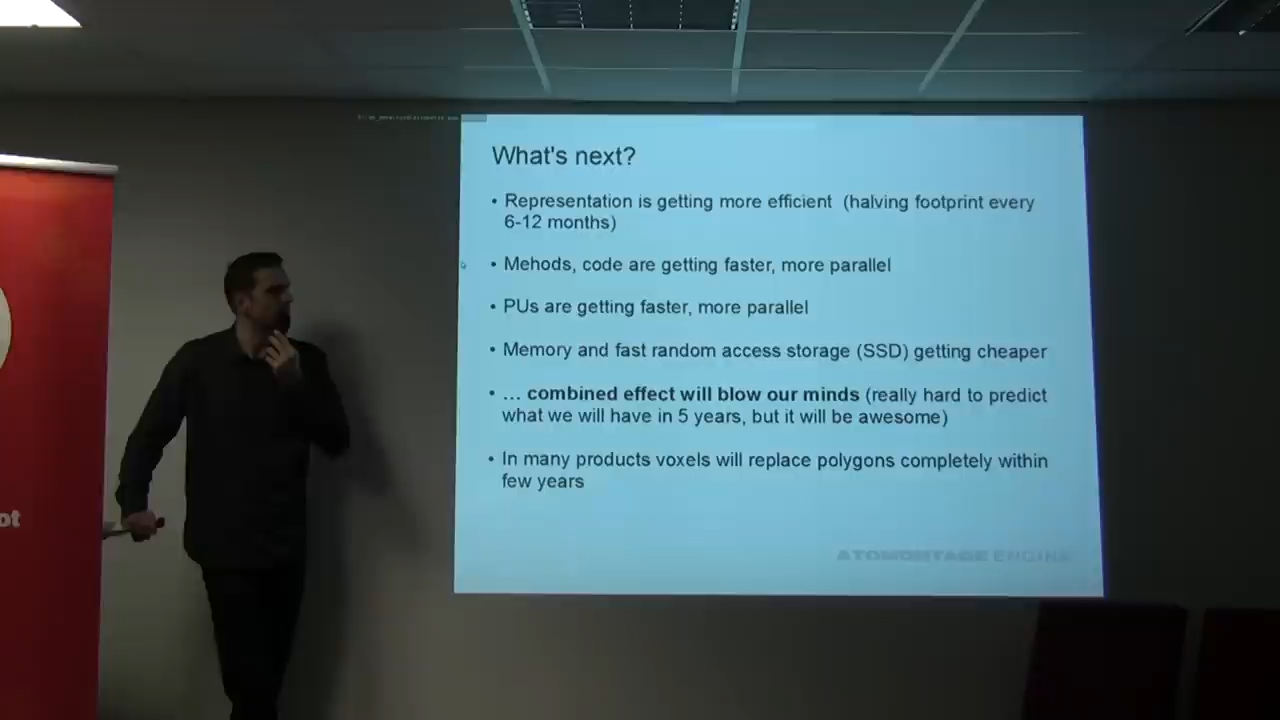 What's next?
• Representation is getting more efficient (halving footprint every
6-12 months)
• Mehods, code are getting faster, more parallel
• PUs are getting faster, more parallel
• Memory and fast random access storage (SSD) getting cheaper
• ... combined effect will blow our minds (really hard to predict
what we will have in 5 years, but it will be awesome)
• In many products voxels will replace polygons completely within
few years
ATOMONTAGE ENGINE
ot